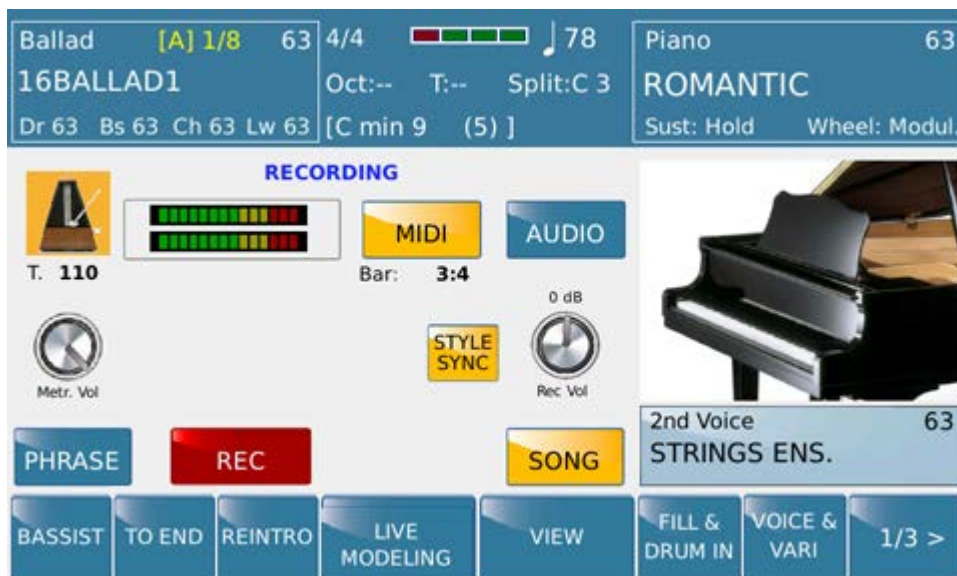 Ballad [A] 1/8 63
16BALLAD1
Dr 63 Bs 63 Ch 63 Lw 63
4/4 78
Oct:-- T:-- Split:C 3
[C min 9 (5) ]
Piano 63
ROMANTIC
Sust: Hold Wheel: Modul.
RECORDING
MIDI
AUDIO
T. 110
Bar: 3:4
0 dB
Metr. Vol
STYLE
SYNC
Rec Vol
2nd Voice 63
STRINGS ENS.
PHRASE
REC
SONG
BASSIST
TO END
REINTRO
LIVE
MODELING
VIEW
FILL &
DRUM IN
VOICE &
VARI
1/3 >